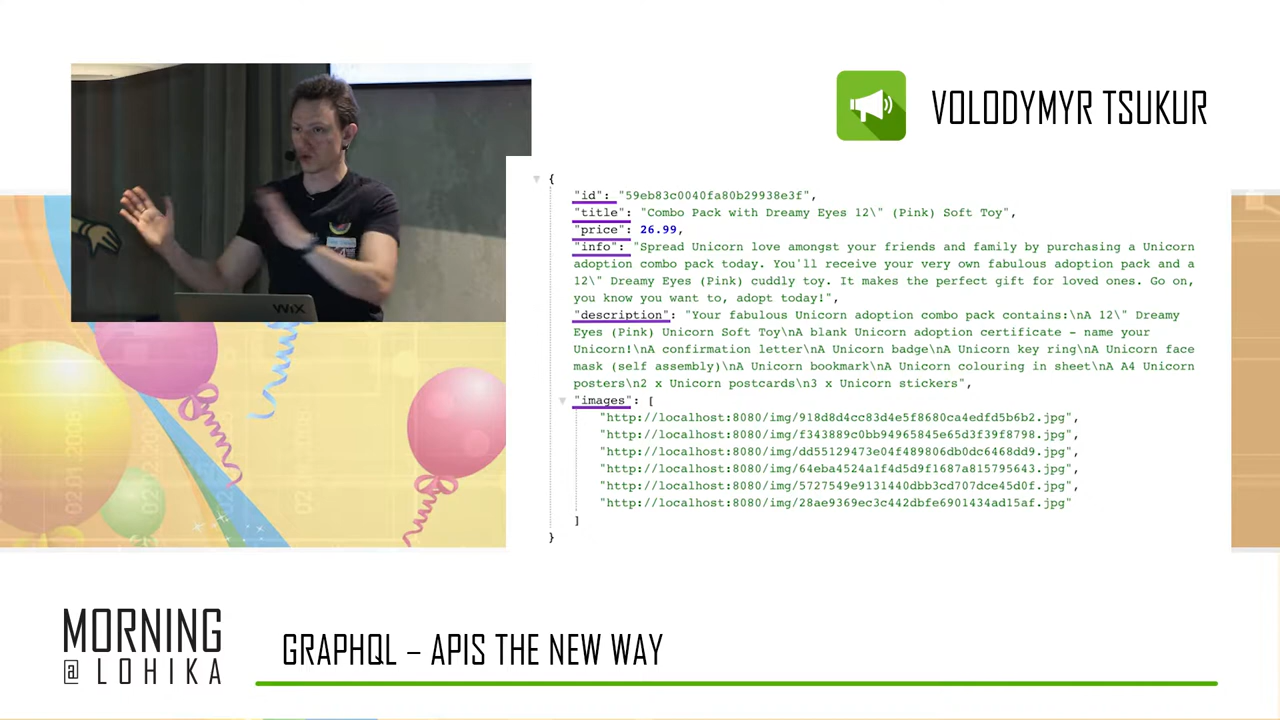 VOLODYMYR TSUKUR
{
"id": "59eb83c0040fa80b29938e3f",
"title": "Combo Pack with Dreamy Eyes 12\" (Pink) Soft Toy",
"price": 26.99,
"info": "Spread Unicorn love amongst your friends and family by purchasing a Unicorn
adoption combo pack today. You'll receive your very own fabulous adoption pack and a
12\" Dreamy Eyes (Pink) cuddly toy. It makes the perfect gift for loved ones. Go on,
you know you want to, adopt today!",
"description": "Your fabulous Unicorn adoption combo pack contains:\nA 12\" Dreamy
Eyes (Pink) Unicorn Soft Toy\nA blank Unicorn adoption certificate – name your
Unicorn!\nA confirmation letter\nA Unicorn badge\nA Unicorn key ring\nA Unicorn face
mask (self assembly)\nA Unicorn bookmark\nA Unicorn colouring in sheet\nA A4 Unicorn
posters\n2 x Unicorn postcards\n3 x Unicorn stickers",
"images": [
"http://localhost:8080/img/918d8d4cc83d4e5f8680ca4edfd5b6b2.jpg",
"http://localhost:8080/img/f343889c0bb94965845e65d3f39f8798.jpg",
"http://localhost:8080/img/dd55129473e04f489806db0dc6468dd9.jpg",
"http://localhost:8080/img/64eba4524a1f4d5d9f1687a815795643.jpg",
"http://localhost:8080/img/5727549e9131440dbb3cd707dce45d0f.jpg",
"http://localhost:8080/img/28ae9369ec3c442dbfe6901434ad15af.jpg"
]
}
WiX
02.01.2008
MORNING
@ LOHIKA
GRAPHQL – APIS THE NEW WAY